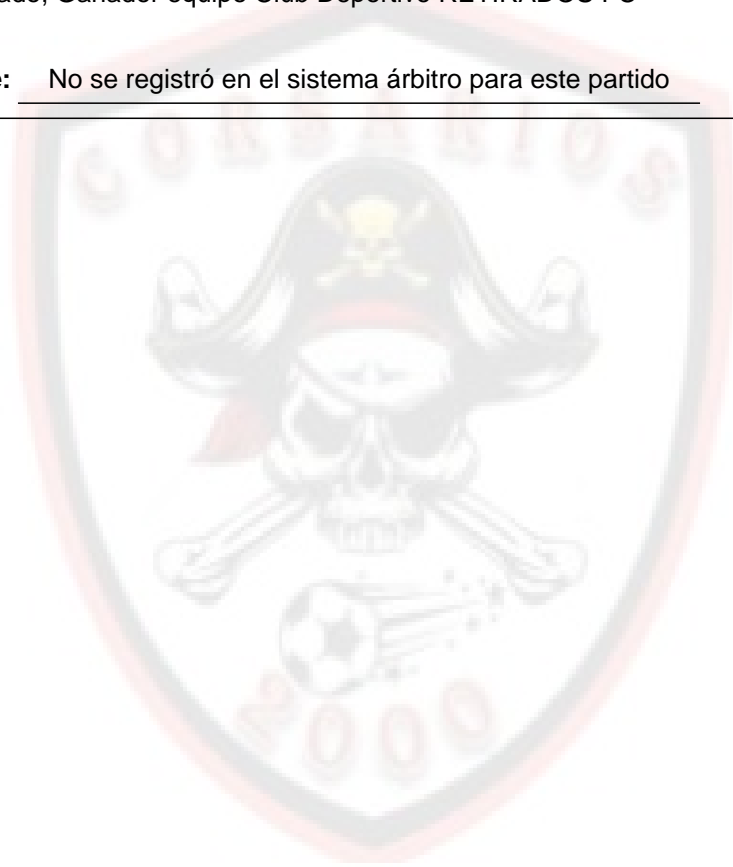 Ganador equipo Club Deportivo RETIRADOS FC
: No se registró en el sistema árbitro para este partido
CORSARIOS
2000